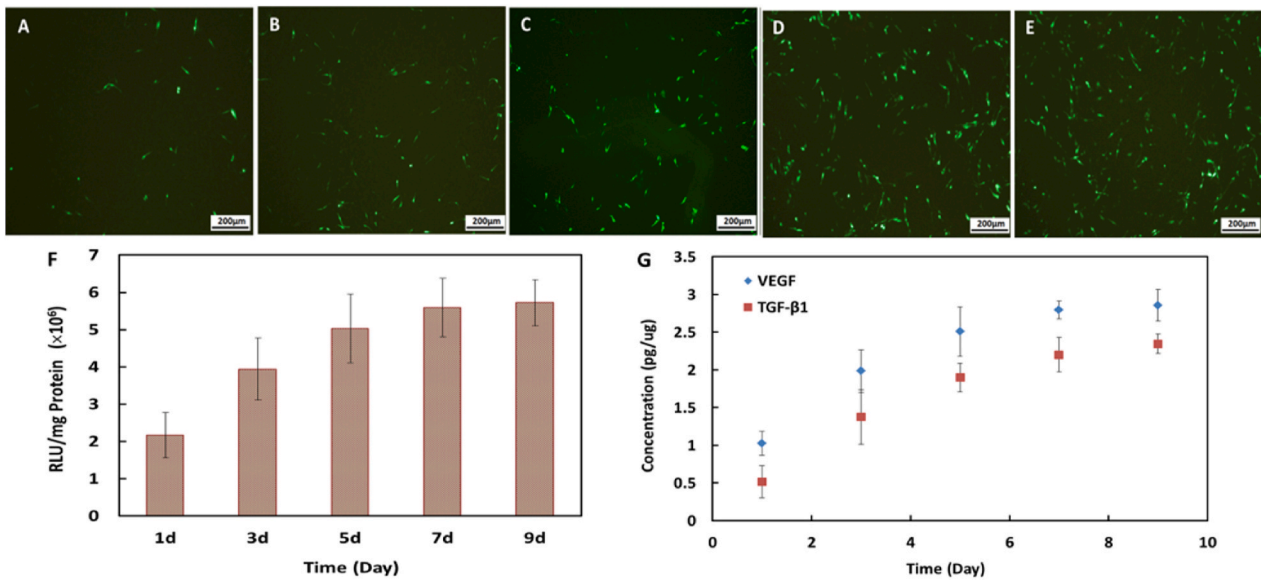 A
B
C
D
E
200μm
200μm
200μm
200μm
200μm
F
RLU/mg Protein (×10⁶)
7
6
5
4
3
2
1
0
1d 3d 5d 7d 9d
Time (Day)
G
Concentration (pg/ug)
3.5
3
2.5
2
1.5
1
0.5
0
VEGF
TGF-β1
0 2 4 6 8 10
Time (Day)